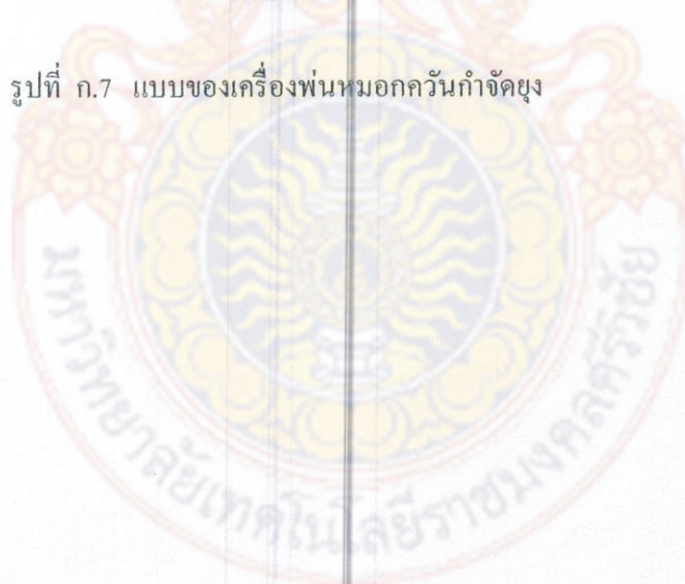 รูปที่ ก.7 แบบของเครื่องพ่นหมอกควันกำจัดยุง
มหาวิทยาลัยเทคโนโลยีราชมงคลศรีวิชัย